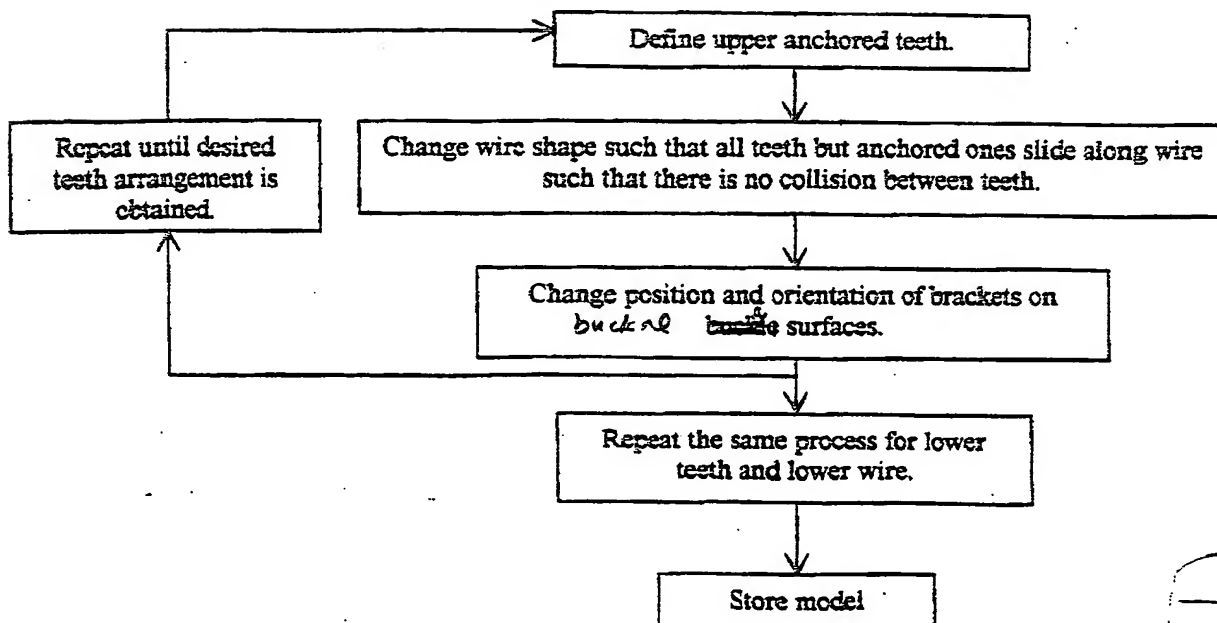 Define upper anchored teeth.
Repeat until desired
teeth arrangement is
obtained.
Change wire shape such that all teeth but anchored ones slide along wire
such that there is no collision between teeth.
Change position and orientation of brackets on
buckal surfaces.
Repeat the same process for lower
teeth and lower wire.
Store model